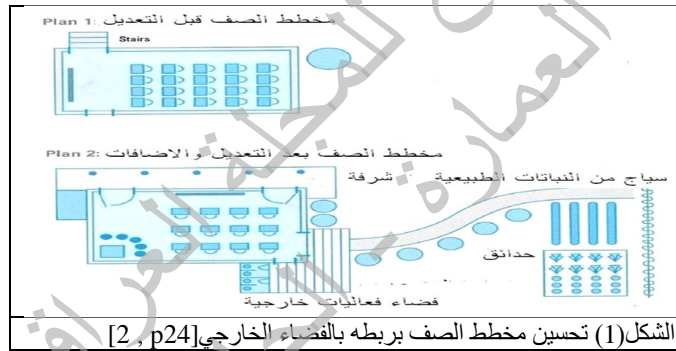 Plan 1: مخطط الصف قبل التعديل
Stairs
Plan 2: مخطط الصف بعد التعديل والاضافات
سياج من النباتات الطبيعية
شرفة
حدائق
فضاء فعاليات خارجية
الشكل(1) تحسين مخطط الصف بربطه بالفضاء الخارجي[2 , p24]